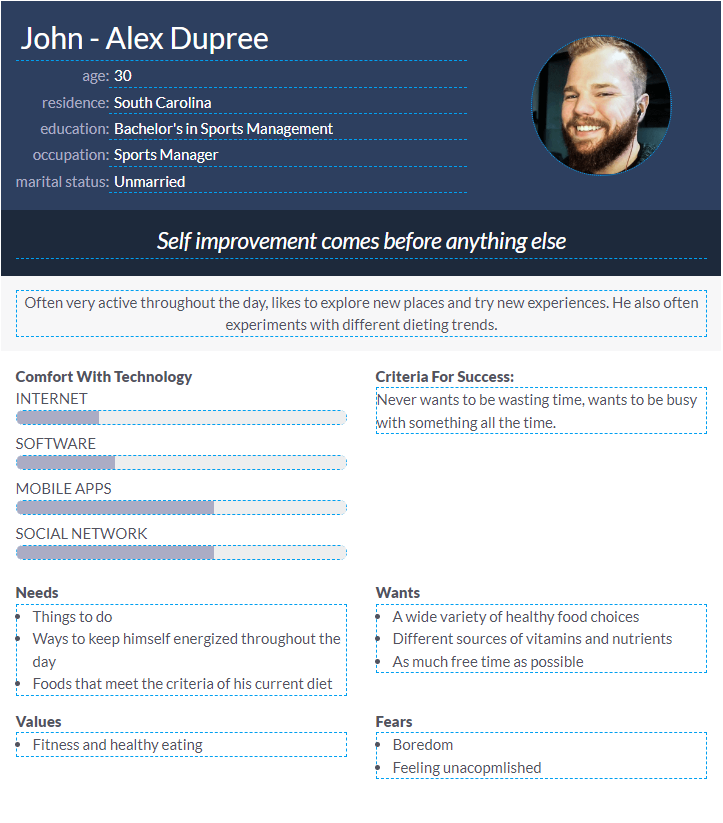 John - Alex Dupree
age: 30
residence: South Carolina
education: Bachelor's in Sports Management
occupation: Sports Manager
marital status: Unmarried
Self improvement comes before anything else
Often very active throughout the day, likes to explore new places and try new experiences. He also often
experiments with different dieting trends.
Comfort With Technology
INTERNET
SOFTWARE
MOBILE APPS
SOCIAL NETWORK
Criteria For Success:
Never wants to be wasting time, wants to be busy
with something all the time.
Needs
Things to do
Ways to keep himself energized throughout the
day
Foods that meet the criteria of his current diet
Wants
A wide variety of healthy food choices
Different sources of vitamins and nutrients
As much free time as possible
Values
Fitness and healthy eating
Fears
Boredom
Feeling unacopmlished